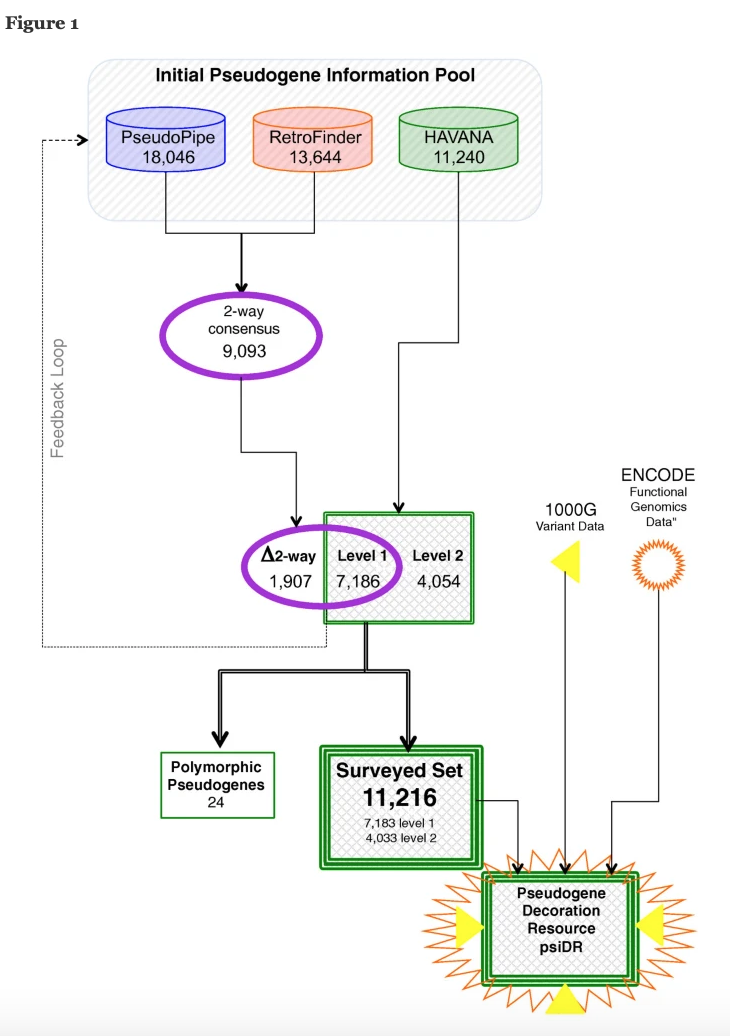 Figure 1
Initial Pseudogene Information Pool
PseudoPipe
18,046
RetroFinder
13,644
HAVANA
11,240
2-way
consensus
9,093
Feedback Loop
Δ2-way
1,907
Level 1
7,186
Level 2
4,054
1000G
Variant Data
ENCODE
Functional
Genomics
Data"
Polymorphic
Pseudogenes
24
Surveyed Set
11,216
7,183 level 1
4,033 level 2
Pseudogene
Decoration
Resource
psiDR